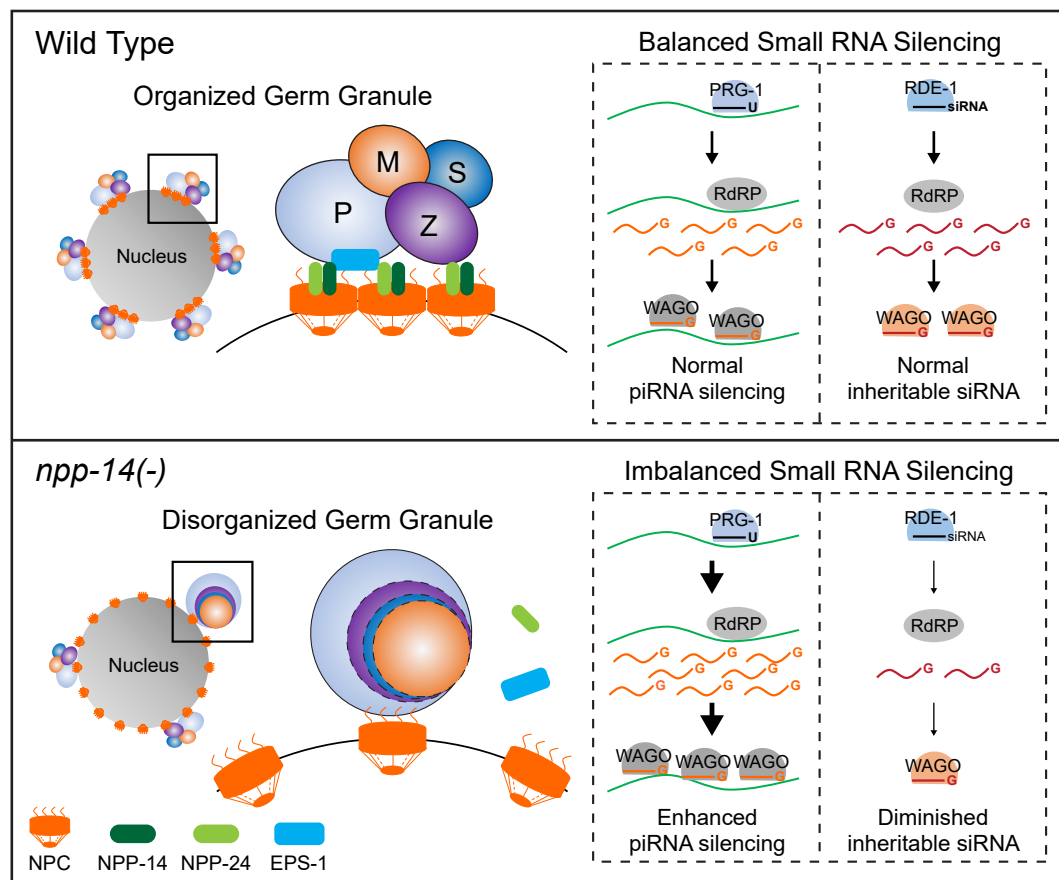 Wild Type
Organized Germ Granule
Nucleus
P
M
S
Z
Balanced Small RNA Silencing
PRG-1
U
RdRP
G G G
G G
WAGO
G
WAGO
G
Normal
piRNA silencing
RDE-1
siRNA
RdRP
G G G
G G
WAGO WAGO
G G
Normal
inheritable siRNA
npp-14(-)
Disorganized Germ Granule
Nucleus
NPC
NPP-14
NPP-24
EPS-1
Imbalanced Small RNA Silencing
PRG-1
U
RdRP
G G G
G G
G G G
WAGO WAGO WAGO
G G G
Enhanced
piRNA silencing
RDE-1
siRNA
RdRP
G G
WAGO
G
Diminished
inheritable siRNA